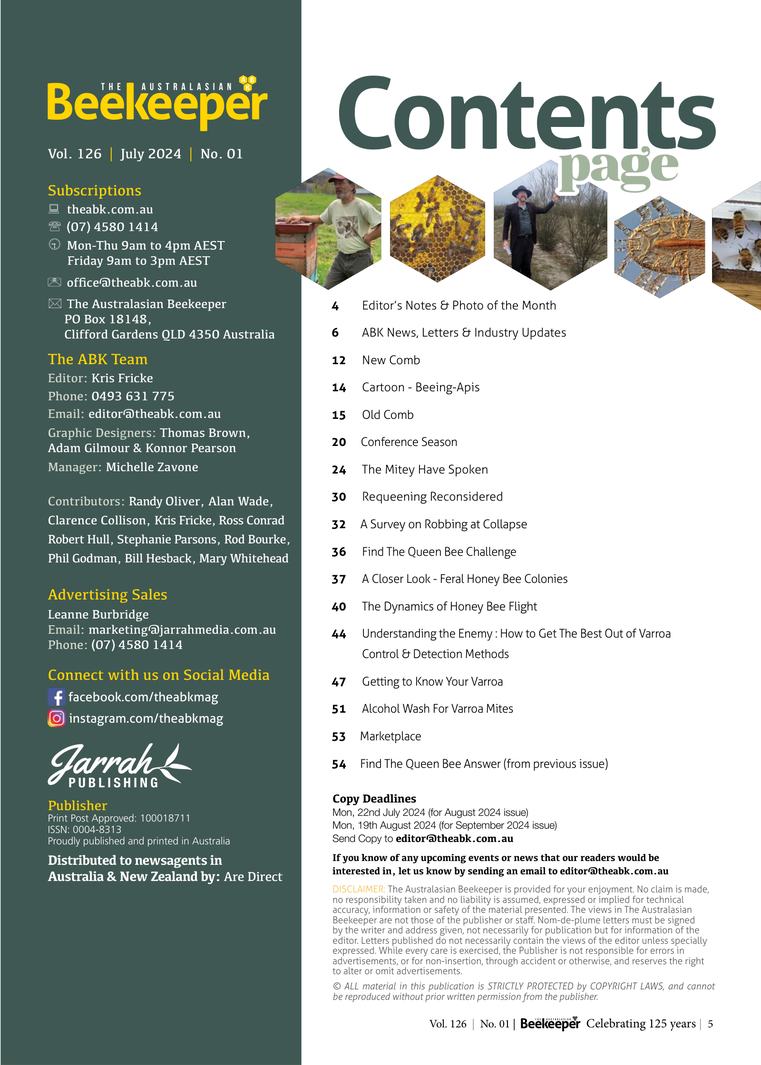 THE AUSTRALASIAN
Beekeeper
Vol. 126 | July 2024 | No. 01
Subscriptions
theabk.com.au
(07) 4580 1414
Mon-Thu 9am to 4pm AEST
Friday 9am to 3pm AEST
office@theabk.com.au
The Australasian Beekeeper
PO Box 18148,
Clifford Gardens QLD 4350 Australia
The ABK Team
Editor: Kris Fricke
Phone: 0493 631 775
Email: editor@theabk.com.au
Graphic Designers: Thomas Brown,
Adam Gilmour & Konnor Pearson
Manager: Michelle Zavone
Contributors: Randy Oliver, Alan Wade,
Clarence Collison, Kris Fricke, Ross Conrad
Robert Hull, Stephanie Parsons, Rod Bourke,
Phil Godman, Bill Hesback, Mary Whitehead
Advertising Sales
Leanne Burbridge
Email: marketing@jarrahmedia.com.au
Phone: (07) 4580 1414
Connect with us on Social Media
facebook.com/theabkmag
instagram.com/theabkmag
Jarrah
PUBLISHING
Publisher
Print Post Approved: 100018711
ISSN: 0004-8313
Proudly published and printed in Australia
Distributed to newsagents in
Australia & New Zealand by: Are Direct
Contents
page
4 Editor's Notes & Photo of the Month
6 ABK News, Letters & Industry Updates
12 New Comb
14 Cartoon - Beeing-Apis
15 Old Comb
20 Conference Season
24 The Mitey Have Spoken
30 Requeening Reconsidered
32 A Survey on Robbing at Collapse
36 Find The Queen Bee Challenge
37 A Closer Look - Feral Honey Bee Colonies
40 The Dynamics of Honey Bee Flight
44 Understanding the Enemy : How to Get The Best Out of Varroa
Control & Detection Methods
47 Getting to Know Your Varroa
51 Alcohol Wash For Varroa Mites
53 Marketplace
54 Find The Queen Bee Answer (from previous issue)
Copy Deadlines
Mon, 22nd July 2024 (for August 2024 issue)
Mon, 19th August 2024 (for September 2024 issue)
Send Copy to editor@theabk.com.au
If you know of any upcoming events or news that our readers would be
interested in, let us know by sending an email to editor@theabk.com.au
DISCLAIMER: The Australasian Beekeeper is provided for your enjoyment. No claim is made,
no responsibility taken and no liability is assumed, expressed or implied for technical
accuracy, information or safety of the material presented. The views in The Australasian
Beekeeper are not those of the publisher or staff. Nom-de-plume letters must be signed
by the writer and address given, not necessarily for publication but for information of the
editor. Letters published do not necessarily contain the views of the editor unless specially
expressed. While every care is exercised, the Publisher is not responsible for errors in
advertisements, or for non-insertion, through accident or otherwise, and reserves the right
to alter or omit advertisements.
© ALL material in this publication is STRICTLY PROTECTED by COPYRIGHT LAWS, and cannot
be reproduced without prior written permission from the publisher.
Vol. 126 | No. 01 | Beekeeper Celebrating 125 years | 5